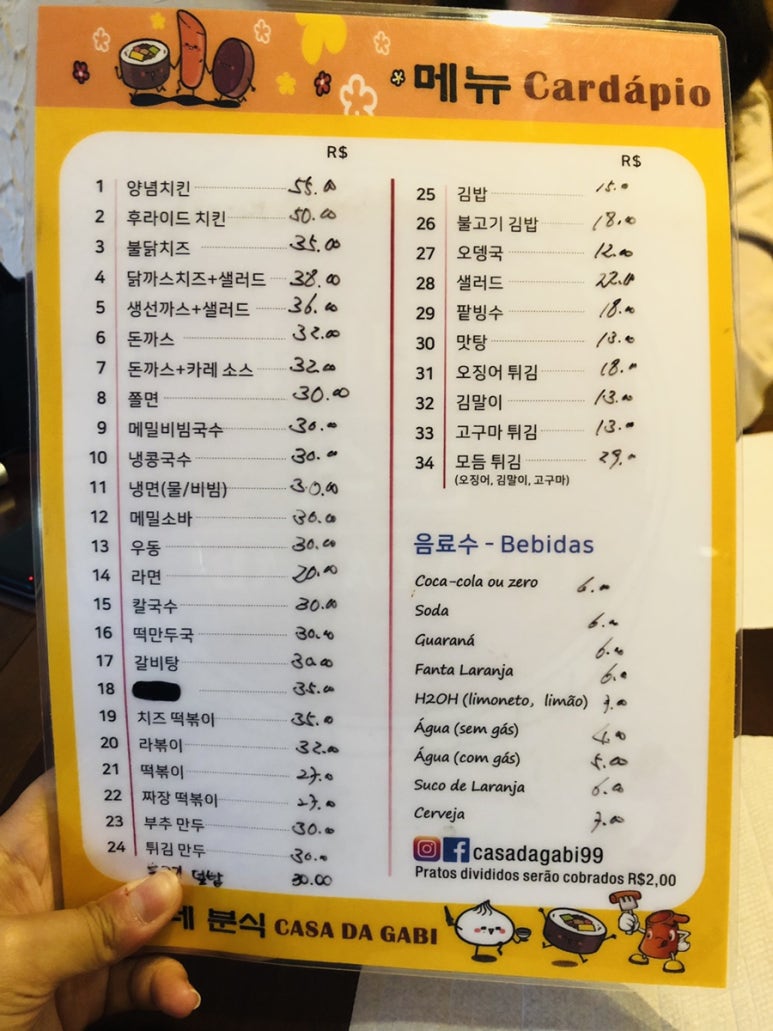 메뉴 Cardápio
R$
1 양념치킨 55.00
2 후라이드 치킨 50.00
3 불닭치즈 35.00
4 닭까스치즈+샐러드 38.00
5 생선까스+샐러드 36.00
6 돈까스 32.00
7 돈까스+카레 소스 32.00
8 쫄면 30.00
9 메밀비빔국수 30.00
10 냉콩국수 30.00
11 냉면(물/비빔) 30.00
12 메밀소바 30.00
13 우동 30.00
14 라면 20.00
15 칼국수 30.00
16 떡만두국 30.00
17 갈비탕 30.00
18 35.00
19 치즈 떡볶이 35.0
20 라볶이 32.00
21 떡볶이 27.0
22 짜장 떡볶이 27.0
23 부추 만두 30.00
24 튀김 만두 30.0
덮밥 30.00
R$
25 김밥 15.0
26 불고기 김밥 18.00
27 오뎅국 12.00
28 샐러드 22.0
29 팥빙수 18.0
30 맛탕 13.00
31 오징어 튀김 18.0
32 김말이 13.00
33 고구마 튀김 13.0
34 모듬 튀김 29.0
(오징어, 김말이, 고구마)
음료수 - Bebidas
Coca-cola ou zero 6.00
Soda 6.00
Guaraná 6.00
Fanta Laranja 6.0
H2OH (limoneto, limão) 7.00
Água (sem gás) 4.00
Água (com gás) 5.00
Suco de Laranja 6.00
Cerveja 7.00
casadagabi99
Pratos divididos serão cobrados R$2,00
분식 CASA DA GABI